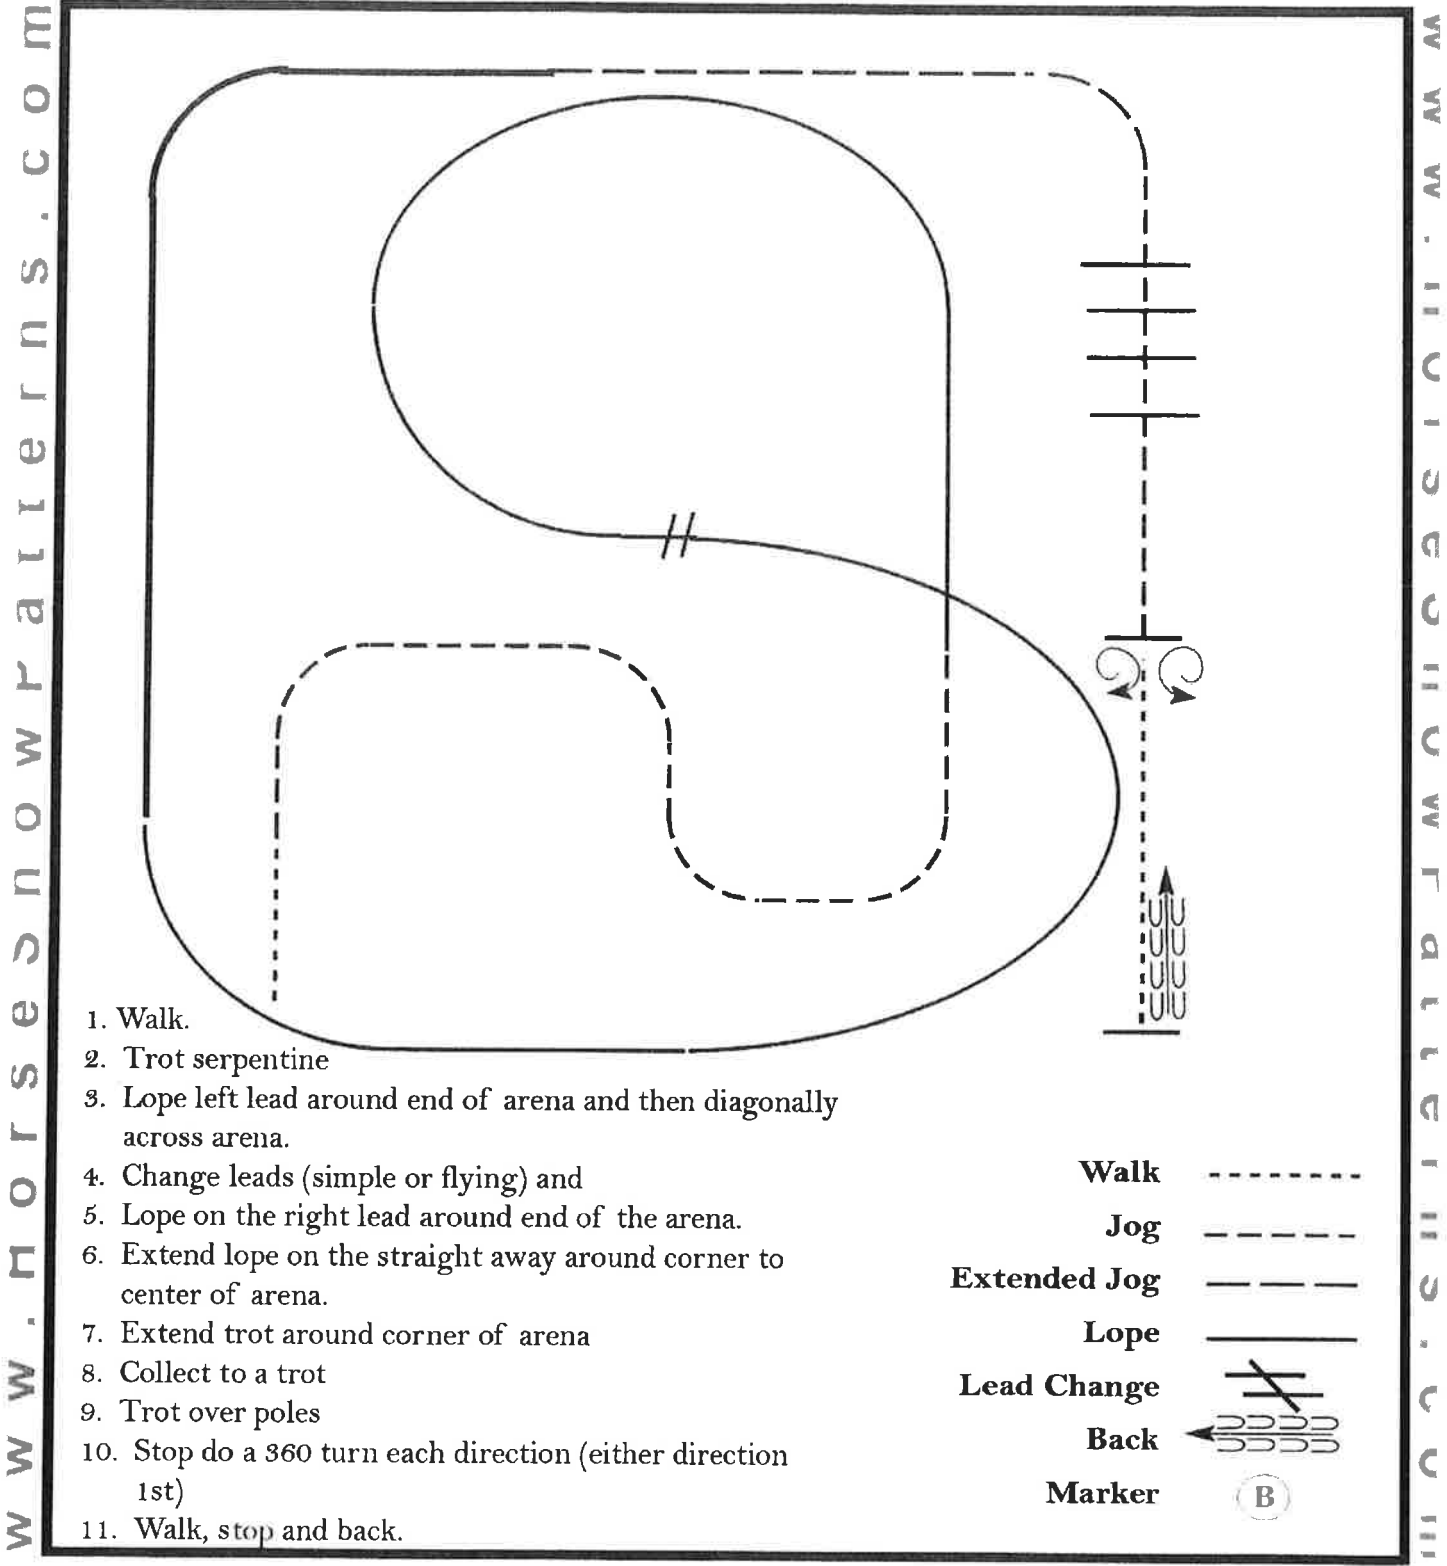 www.HorseShowPatterns.com
1. Walk.
2. Trot serpentine
3. Lope left lead around end of arena and then diagonally
across arena.
4. Change leads (simple or flying) and
5. Lope on the right lead around end of the arena.
6. Extend lope on the straight away around corner to
center of arena.
7. Extend trot around corner of arena
8. Collect to a trot
9. Trot over poles
10. Stop do a 360 turn each direction (either direction
1st)
11. Walk, stop and back.
Walk
Jog
Extended Jog
Lope
Lead Change
Back
Marker B
www.HorseShowPatterns.com